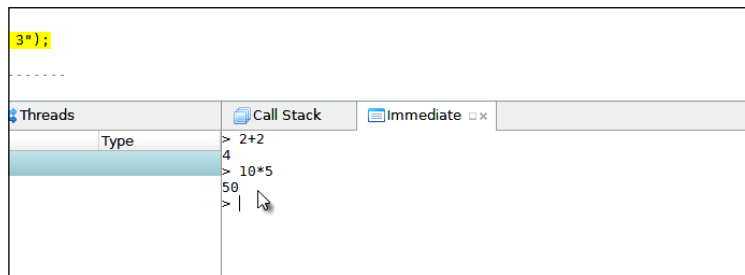 3");
-------
Threads
Type
Call Stack
Immediate
> 2+2
4
> 10*5
50
>